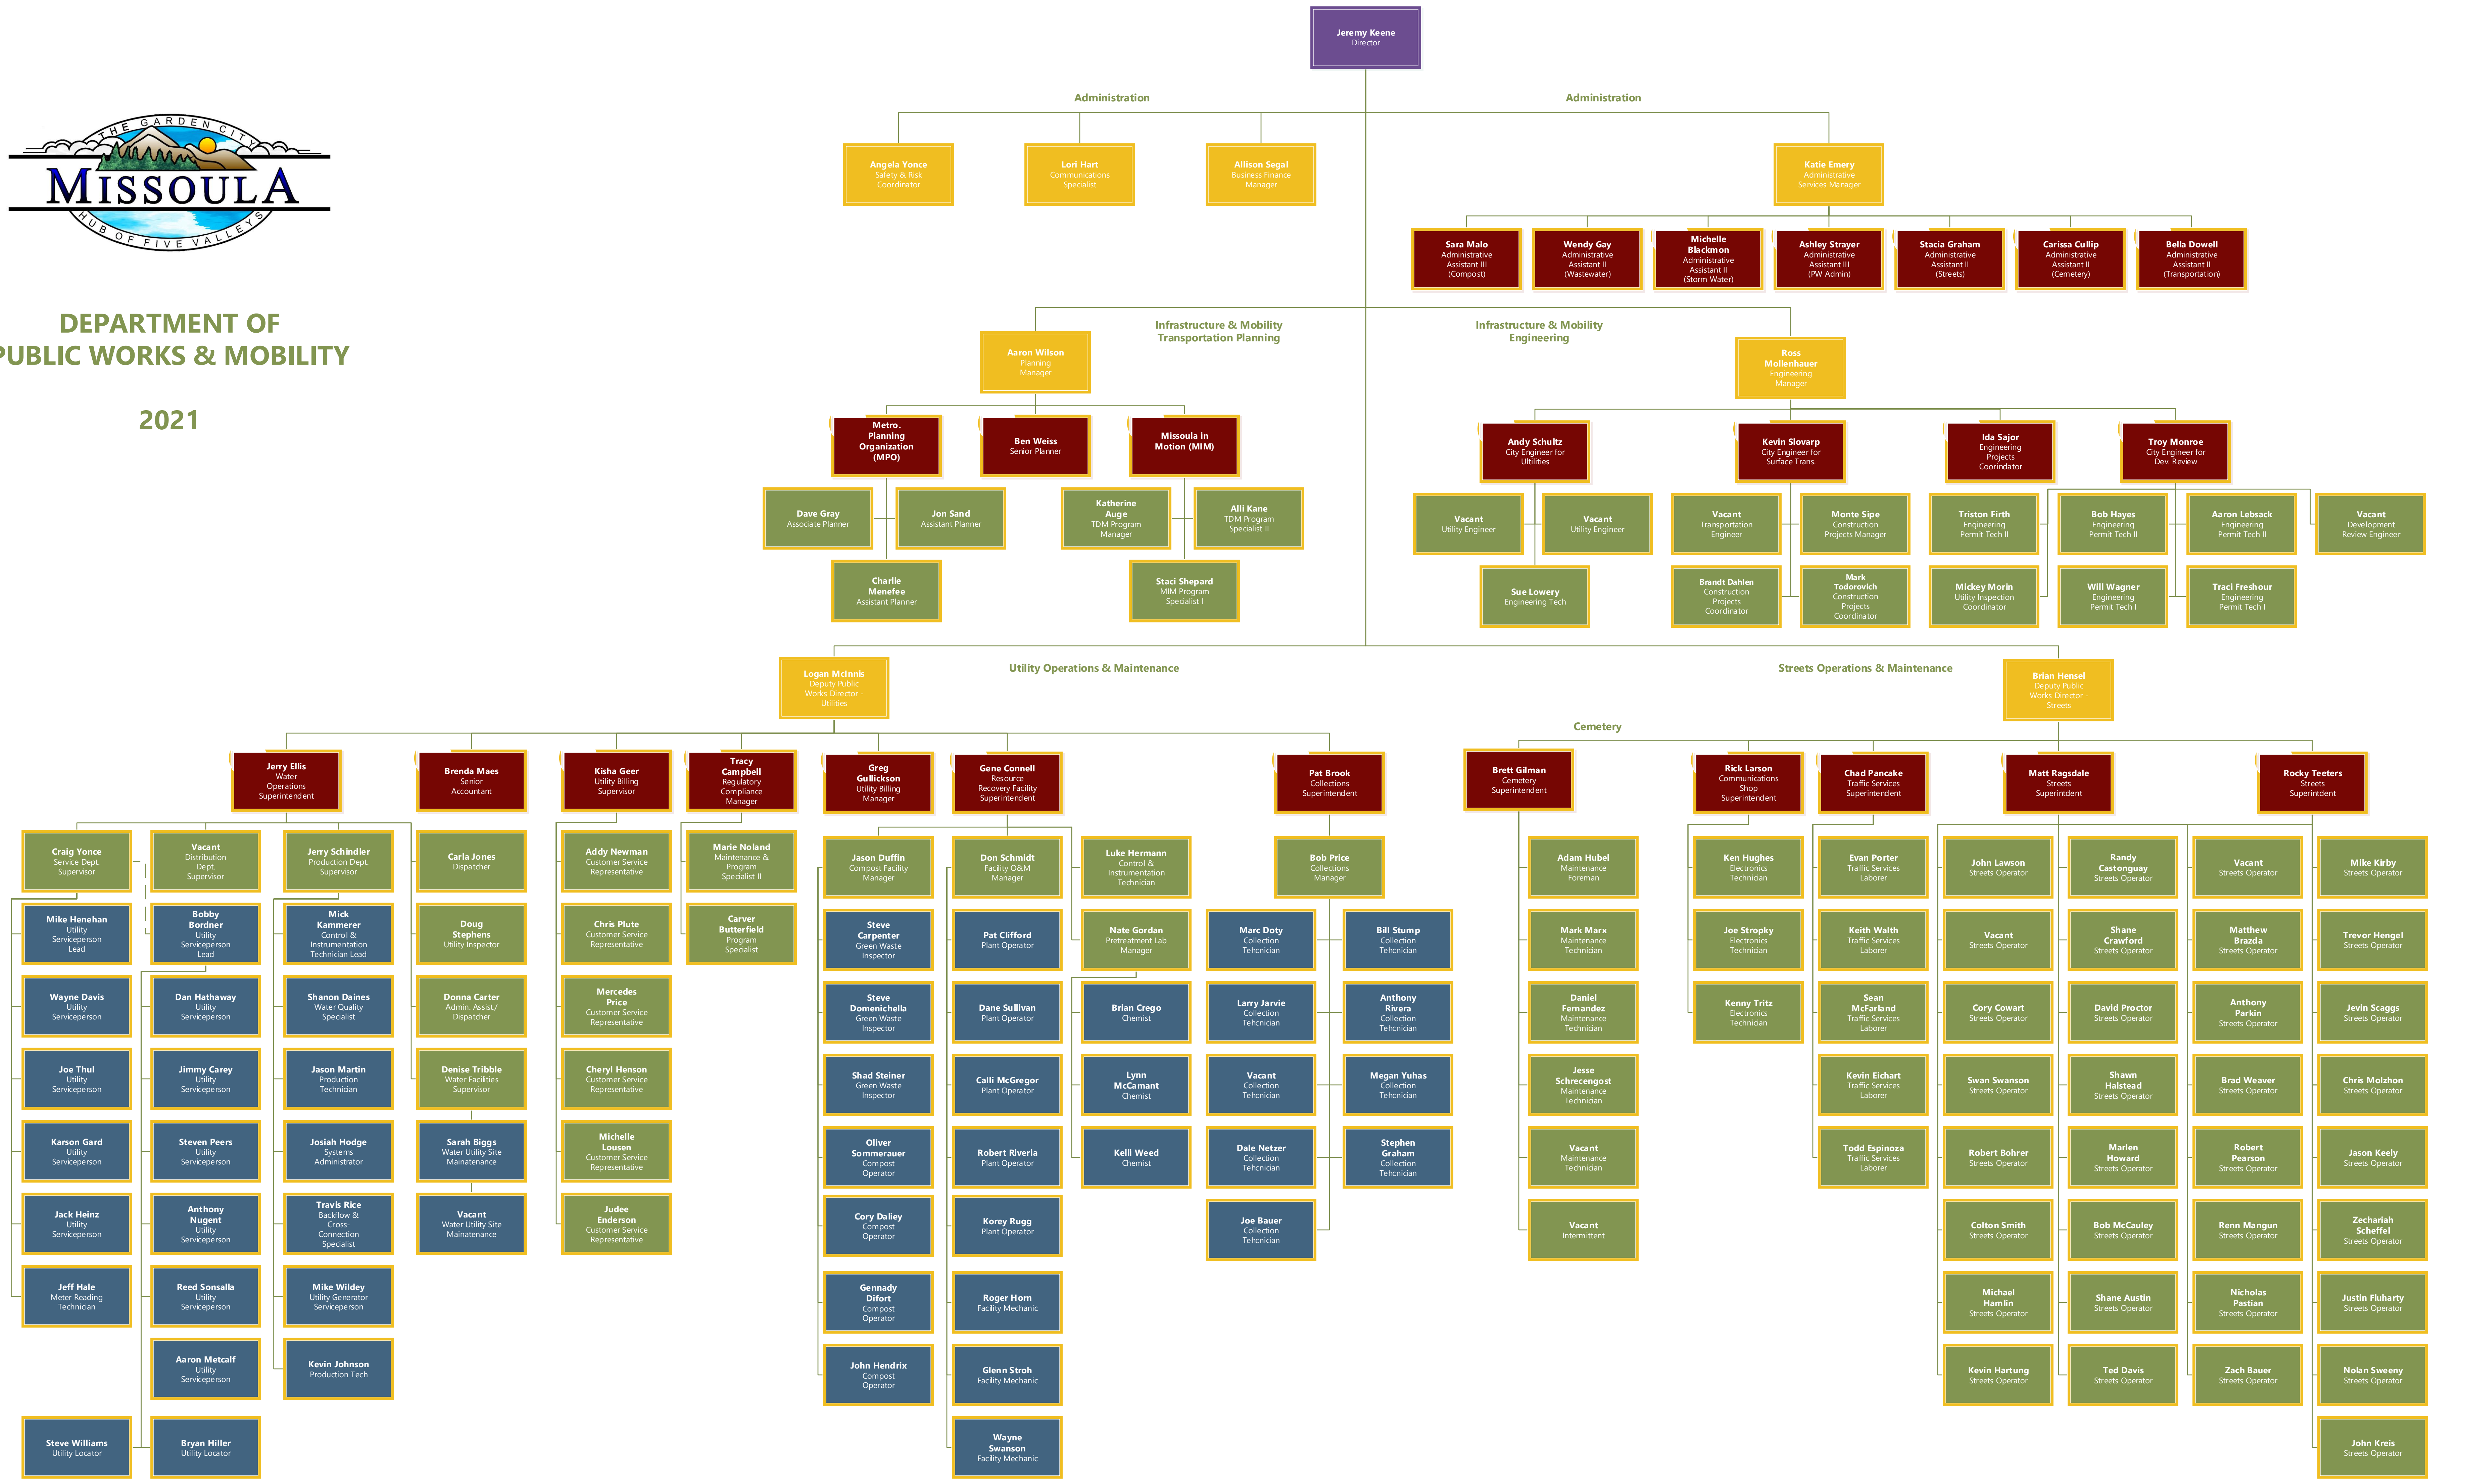 Jeremy Keene
Director
Administration
Administration
THE GARDEN CITY
MISSOULA
HUB OF FIVE VALLEYS
DEPARTMENT OF
PUBLIC WORKS & MOBILITY
2021
Angela Yonce
Safety & Risk
Coordinator
Lori Hart
Communications
Specialist
Allison Segal
Business Finance
Manager
Katie Emery
Administrative
Services Manager
Sara Malo
Administrative
Assistant III
(Compost)
Wendy Gay
Administrative
Assistant II
(Wastewater)
Michelle
Blackmon
Administrative
Assistant II
(Storm Water)
Ashley Strayer
Administrative
Assistant III
(PW Admin)
Stacia Graham
Administrative
Assistant II
(Streets)
Carissa Cullip
Administrative
Assistant II
(Cemetery)
Bella Dowell
Administrative
Assistant II
(Transportation)
Infrastructure & Mobility
Transportation Planning
Infrastructure & Mobility
Engineering
Aaron Wilson
Planning
Manager
Ross
Mollenhauer
Engineering
Manager
Metro.
Planning
Organization
(MPO)
Ben Weiss
Senior Planner
Missoula in
Motion (MIM)
Andy Schultz
City Engineer for
Ultilities
Kevin Slovarp
City Engineer for
Surface Trans.
Ida Sajor
Engineering
Projects
Coorindator
Troy Monroe
City Engineer for
Dev. Review
Dave Gray
Associate Planner
Jon Sand
Assistant Planner
Katherine
Auge
TDM Program
Manager
Alli Kane
TDM Program
Specialist II
Vacant
Utility Engineer
Vacant
Utility Engineer
Vacant
Transportation
Engineer
Monte Sipe
Construction
Projects Manager
Triston Firth
Engineering
Permit Tech II
Bob Hayes
Engineering
Permit Tech II
Aaron Lebsack
Engineering
Permit Tech II
Vacant
Development
Review Engineer
Charlie
Menefee
Assistant Planner
Staci Shepard
MIM Program
Specialist I
Sue Lowery
Engineering Tech
Brandt Dahlen
Construction
Projects
Coordinator
Mark
Todorovich
Construction
Projects
Coordinator
Mickey Morin
Utility Inspection
Coordinator
Will Wagner
Engineering
Permit Tech I
Traci Freshour
Engineering
Permit Tech I
Logan McInnis
Deputy Public
Works Director -
Utilities
Utility Operations & Maintenance
Streets Operations & Maintenance
Brian Hensel
Deputy Public
Works Director -
Streets
Cemetery
Jerry Ellis
Water
Operations
Superintendent
Brenda Maes
Senior
Accountant
Kisha Geer
Utility Billing
Supervisor
Tracy
Campbell
Regulatory
Compliance
Manager
Greg
Gullickson
Utility Billing
Manager
Gene Connell
Resource
Recovery Facility
Superintendent
Pat Brook
Collections
Superintendent
Brett Gilman
Cemetery
Superintendent
Rick Larson
Communications
Shop
Superintendent
Chad Pancake
Traffic Services
Superintendent
Matt Ragsdale
Streets
Superintdent
Rocky Teeters
Streets
Superintdent
Craig Yonce
Service Dept.
Supervisor
Vacant
Distribution
Dept.
Supervisor
Jerry Schindler
Production Dept.
Supervisor
Carla Jones
Dispatcher
Addy Newman
Customer Service
Representative
Marie Noland
Maintenance &
Program
Specialist II
Jason Duffin
Compost Facility
Manager
Don Schmidt
Facility O&M
Manager
Luke Hermann
Control &
Instrumentation
Technician
Bob Price
Collections
Manager
Adam Hubel
Maintenance
Foreman
Ken Hughes
Electronics
Technician
Evan Porter
Traffic Services
Laborer
John Lawson
Streets Operator
Randy
Castonguay
Streets Operator
Vacant
Streets Operator
Mike Kirby
Streets Operator
Mike Henehan
Utility
Serviceperson
Lead
Bobby
Bordner
Utility
Serviceperson
Lead
Mick
Kammerer
Control &
Instrumentation
Technician Lead
Doug
Stephens
Utility Inspector
Chris Plute
Customer Service
Representative
Carver
Butterfield
Program
Specialist
Steve
Carpenter
Green Waste
Inspector
Pat Clifford
Plant Operator
Nate Gordan
Pretreatment Lab
Manager
Marc Doty
Collection
Tehcnician
Bill Stump
Collection
Tehcnician
Mark Marx
Maintenance
Technician
Joe Stropky
Electronics
Technician
Keith Walth
Traffic Services
Laborer
Vacant
Streets Operator
Shane
Crawford
Streets Operator
Matthew
Brazda
Streets Operator
Trevor Hengel
Streets Operator
Wayne Davis
Utility
Serviceperson
Dan Hathaway
Utility
Serviceperson
Shanon Daines
Water Quality
Specialist
Donna Carter
Admin. Assist./
Dispatcher
Mercedes
Price
Customer Service
Representative
Steve
Domenichella
Green Waste
Inspector
Dane Sullivan
Plant Operator
Brian Crego
Chemist
Larry Jarvie
Collection
Tehcnician
Anthony
Rivera
Collection
Tehcnician
Daniel
Fernandez
Maintenance
Technician
Kenny Tritz
Electronics
Technician
Sean
McFarland
Traffic Services
Laborer
Cory Cowart
Streets Operator
David Proctor
Streets Operator
Anthony
Parkin
Streets Operator
Jevin Scaggs
Streets Operator
Joe Thul
Utility
Serviceperson
Jimmy Carey
Utility
Serviceperson
Jason Martin
Production
Technician
Denise Tribble
Water Facilities
Supervisor
Cheryl Henson
Customer Service
Representative
Shad Steiner
Green Waste
Inspector
Calli McGregor
Plant Operator
Lynn
McCamant
Chemist
Vacant
Collection
Tehcnician
Megan Yuhas
Collection
Tehcnician
Jesse
Schrecengost
Maintenance
Technician
Kevin Eichart
Traffic Services
Laborer
Swan Swanson
Streets Operator
Shawn
Halstead
Streets Operator
Brad Weaver
Streets Operator
Chris Molzhon
Streets Operator
Karson Gard
Utility
Serviceperson
Steven Peers
Utility
Serviceperson
Josiah Hodge
Systems
Administrator
Sarah Biggs
Water Utility Site
Mainatenance
Michelle
Lousen
Customer Service
Representative
Oliver
Sommerauer
Compost
Operator
Robert Riveria
Plant Operator
Kelli Weed
Chemist
Dale Netzer
Collection
Tehcnician
Stephen
Graham
Collection
Tehcnician
Vacant
Maintenance
Technician
Todd Espinoza
Traffic Services
Laborer
Robert Bohrer
Streets Operator
Marlen
Howard
Streets Operator
Robert
Pearson
Streets Operator
Jason Keely
Streets Operator
Jack Heinz
Utility
Serviceperson
Anthony
Nugent
Utility
Serviceperson
Travis Rice
Backflow &
Cross-
Connection
Specialist
Vacant
Water Utility Site
Mainatenance
Judee
Enderson
Customer Service
Representative
Cory Dailey
Compost
Operator
Korey Rugg
Plant Operator
Joe Bauer
Collection
Tehcnician
Vacant
Intermittent
Colton Smith
Streets Operator
Bob McCauley
Streets Operator
Renn Mangun
Streets Operator
Zechariah
Scheffel
Streets Operator
Jeff Hale
Meter Reading
Technician
Reed Sonsalla
Utility
Serviceperson
Mike Wildey
Utility Generator
Serviceperson
Gennady
Difort
Compost
Operator
Roger Horn
Facility Mechanic
Michael
Hamlin
Streets Operator
Shane Austin
Streets Operator
Nicholas
Pastian
Streets Operator
Justin Fluharty
Streets Operator
Aaron Metcalf
Utility
Serviceperson
Kevin Johnson
Production Tech
John Hendrix
Compost
Operator
Glenn Stroh
Facility Mechanic
Kevin Hartung
Streets Operator
Ted Davis
Streets Operator
Zach Bauer
Streets Operator
Nolan Sweeny
Streets Operator
Steve Williams
Utility Locator
Bryan Hiller
Utility Locator
Wayne
Swanson
Facility Mechanic
John Kreis
Streets Operator